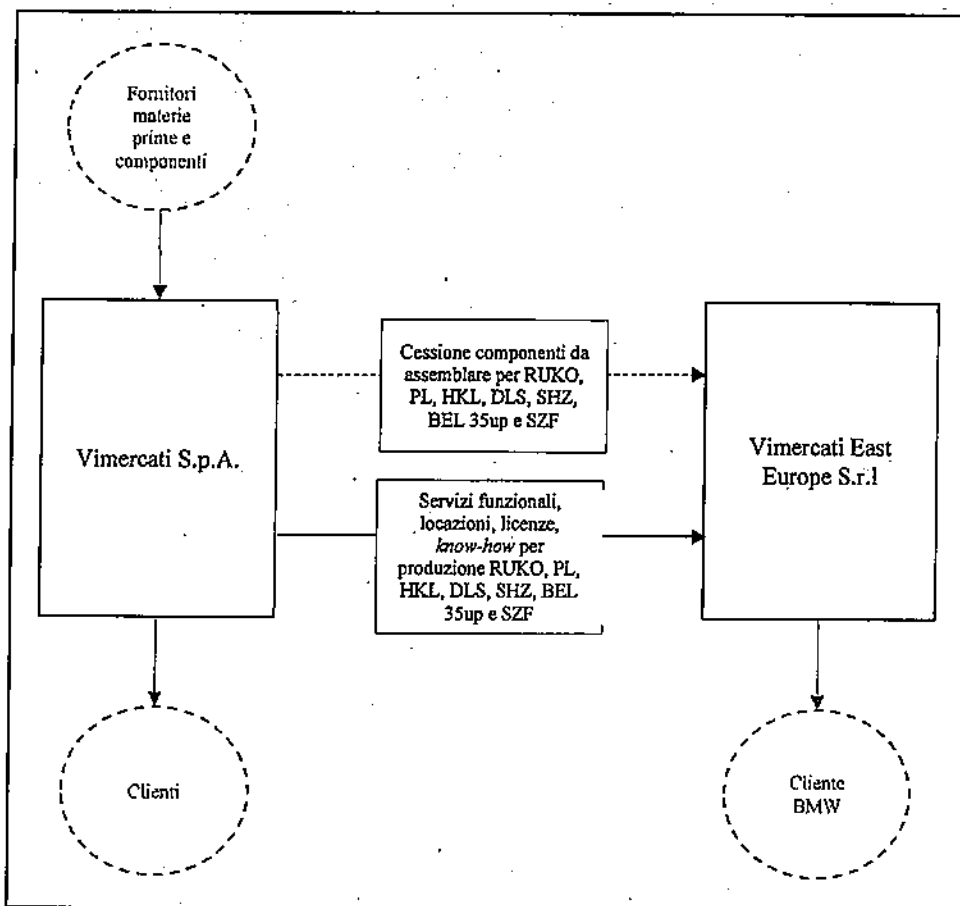 Fornitori
materie
prime e
componenti
Cessione componenti da
assemblare per RUKO,
PL, HKL, DLS, SHZ,
BEL 35up e SZF
Vimercati S.p.A.
Vimercati East
Europe S.r.l
Servizi funzionali,
locazioni, licenze,
know-how per
produzione RUKO, PL,
HKL, DLS, SHZ, BEL
35up e SZF
Clienti
Cliente
BMW